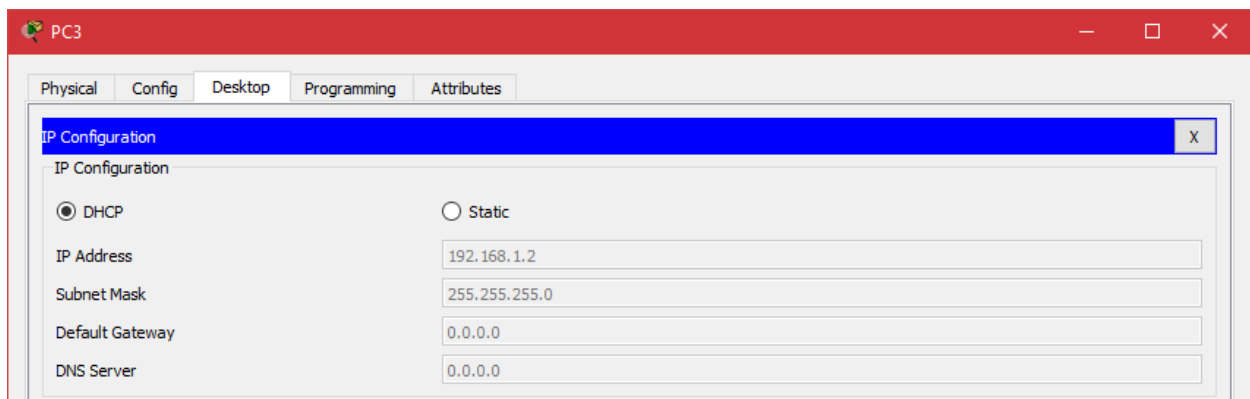 PC3
Physical Config Desktop Programming Attributes
IP Configuration X
IP Configuration
DHCP Static
IP Address 192.168.1.2
Subnet Mask 255.255.255.0
Default Gateway 0.0.0.0
DNS Server 0.0.0.0